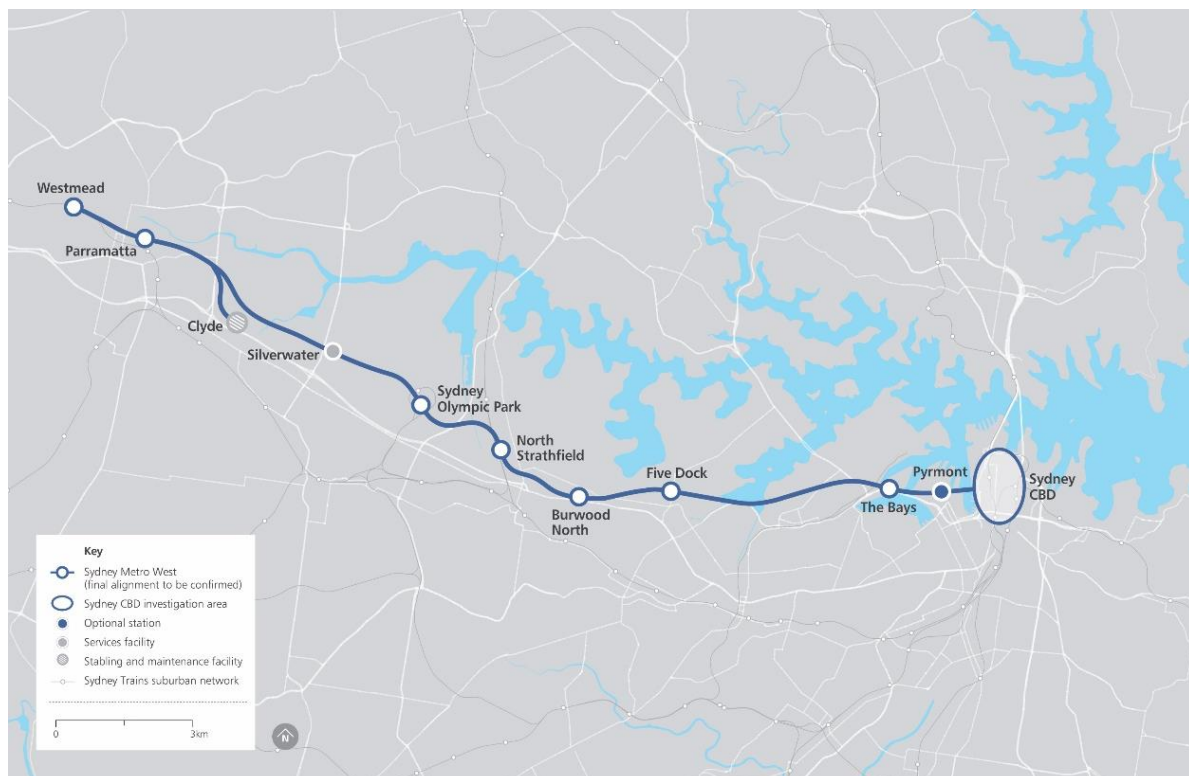 Westmead
Parramatta
Clyde
Silverwater
Sydney
Olympic Park
North
Strathfield
Burwood
North
Five Dock
The Bays
Pyrmont
Sydney
CBD
Key
Sydney Metro West
(final alignment to be confirmed)
Sydney CBD investigation area
Optional station
Services facility
Stabling and maintenance facility
Sydney Trains suburban network
0
3km
N